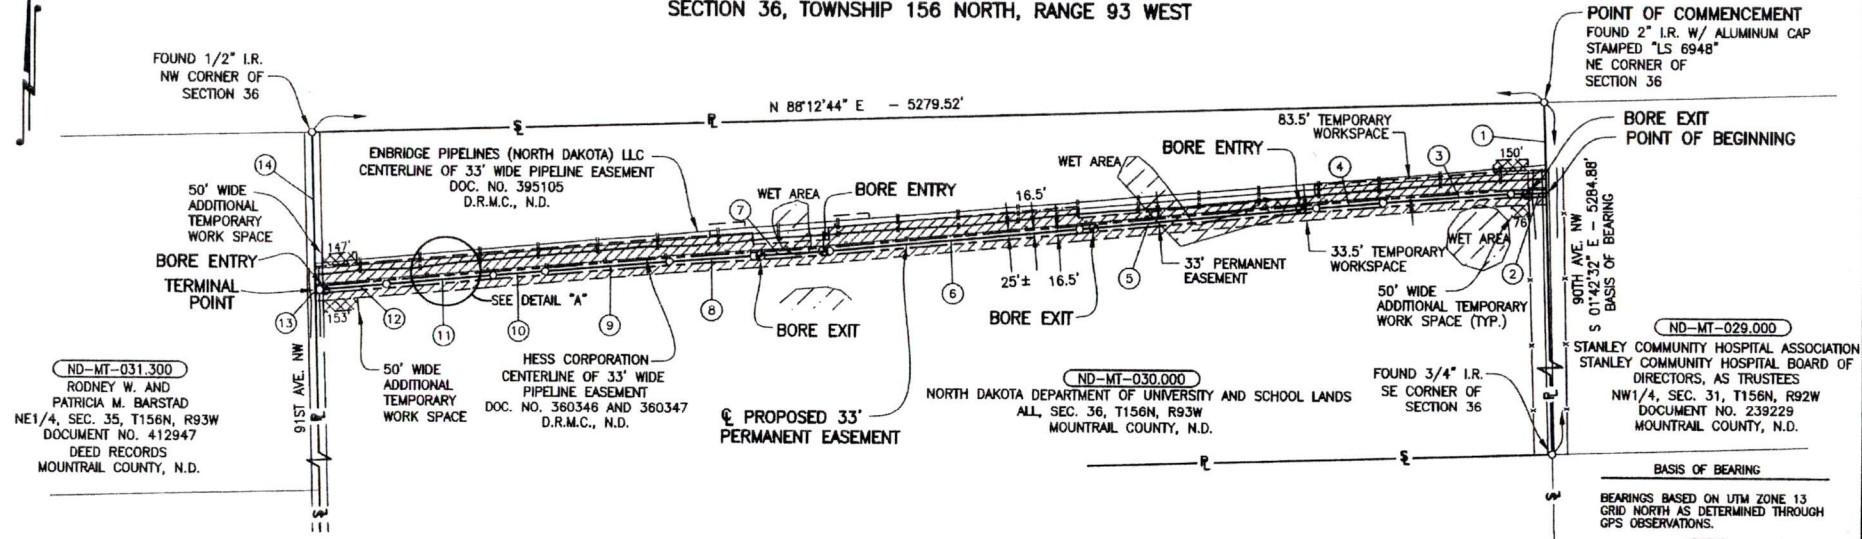 SECTION 36, TOWNSHIP 156 NORTH, RANGE 93 WEST
FOUND 1/2" I.R.
NW CORNER OF
SECTION 36
POINT OF COMMENCEMENT
FOUND 2" I.R. W/ ALUMINUM CAP
STAMPED "LS 6948"
NE CORNER OF
SECTION 36
N 88°12'44" E - 5279.52'
83.5' TEMPORARY
WORKSPACE
BORE EXIT
POINT OF BEGINNING
1
14
ENBRIDGE PIPELINES (NORTH DAKOTA) LLC
CENTERLINE OF 33' WIDE PIPELINE EASEMENT
DOC. NO. 395105
D.R.M.C., N.D.
WET AREA
BORE ENTRY
WET AREA
BORE ENTRY
4
3
150'
50' WIDE
ADDITIONAL
TEMPORARY
WORK SPACE
7
16.5'
147'
BORE ENTRY
TERMINAL
POINT
153'
13
12
11
SEE DETAIL "A"
10
9
8
BORE EXIT
6
25'±
16.5'
BORE EXIT
5
33' PERMANENT
EASEMENT
33.5' TEMPORARY
WORKSPACE
WET AREA
76'
2
50' WIDE
ADDITIONAL TEMPORARY
WORK SPACE (TYP.)
90TH AVE. NW
S 01°42'32" E - 5284.88'
BASIS OF BEARING
91ST AVE. NW
ND-MT-031.300
RODNEY W. AND
PATRICIA M. BARSTAD
NE1/4, SEC. 35, T156N, R93W
DOCUMENT NO. 412947
DEED RECORDS
MOUNTRAIL COUNTY, N.D.
50' WIDE
ADDITIONAL
TEMPORARY
WORK SPACE
HESS CORPORATION
CENTERLINE OF 33' WIDE
PIPELINE EASEMENT
DOC. NO. 360346 AND 360347
D.R.M.C., N.D.
℄ PROPOSED 33'
PERMANENT EASEMENT
ND-MT-030.000
NORTH DAKOTA DEPARTMENT OF UNIVERSITY AND SCHOOL LANDS
ALL, SEC. 36, T156N, R93W
MOUNTRAIL COUNTY, N.D.
FOUND 3/4" I.R.
SE CORNER OF
SECTION 36
ND-MT-029.000
STANLEY COMMUNITY HOSPITAL ASSOCIATION
STANLEY COMMUNITY HOSPITAL BOARD OF
DIRECTORS, AS TRUSTEES
NW1/4, SEC. 31, T156N, R92W
DOCUMENT NO. 239229
MOUNTRAIL COUNTY, N.D.
BASIS OF BEARING
BEARINGS BASED ON UTM ZONE 13
GRID NORTH AS DETERMINED THROUGH
GPS OBSERVATIONS.